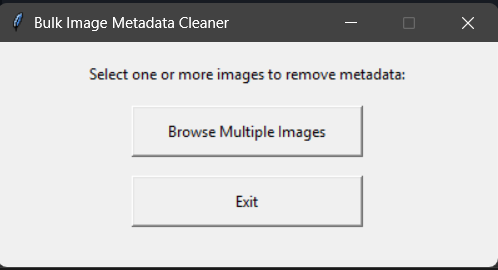 Bulk Image Metadata Cleaner
Select one or more images to remove metadata:
Browse Multiple Images
Exit